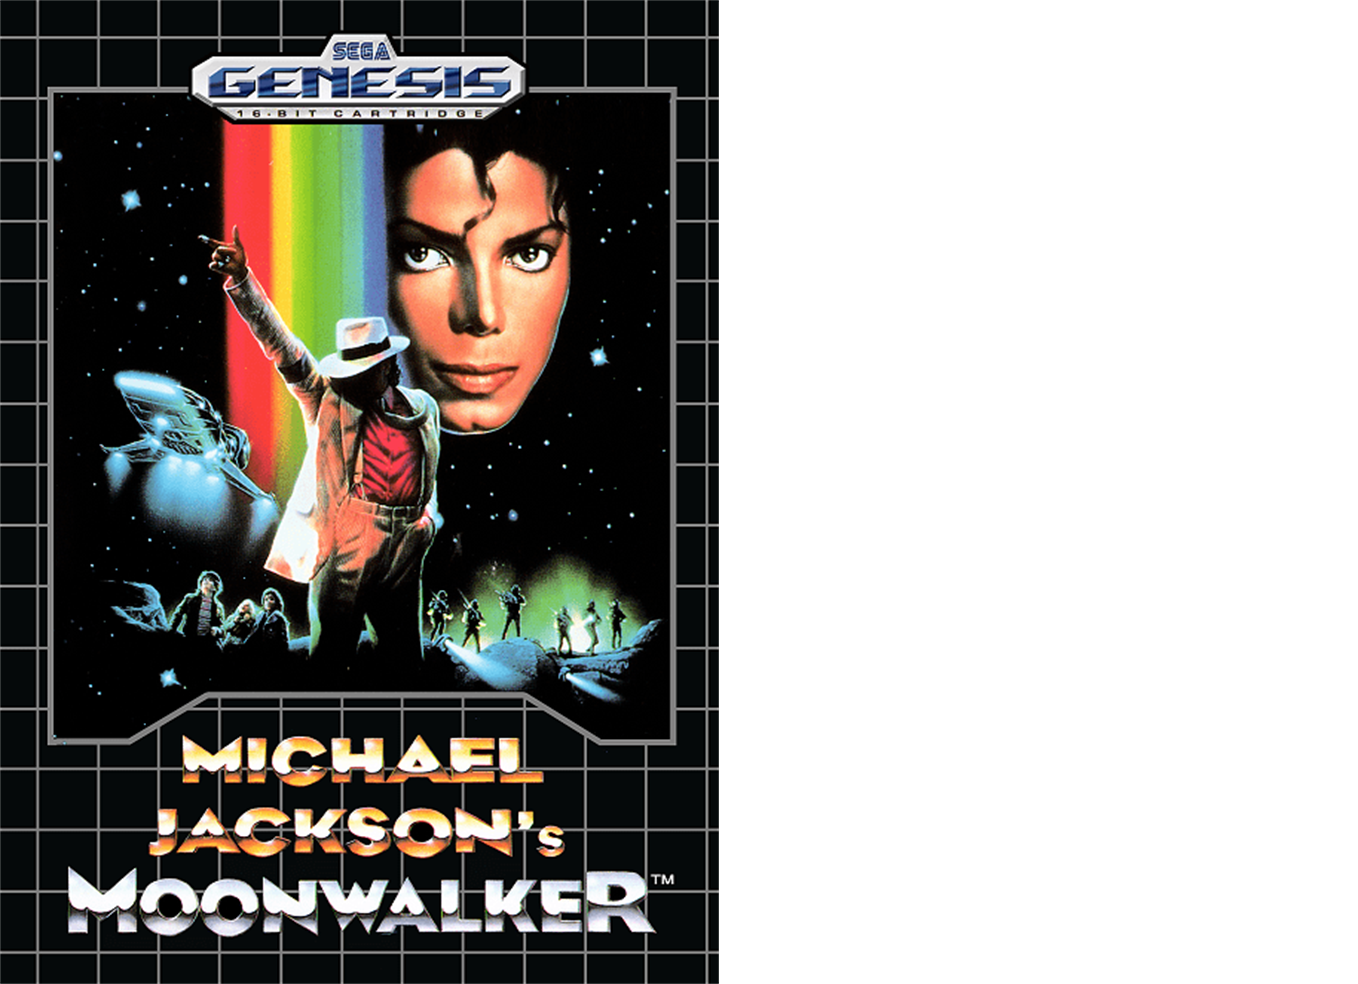 SEGA
GENESIS
16-BIT CARTRIDGE
MICHAEL
JACKSON's
MOONWALKER™